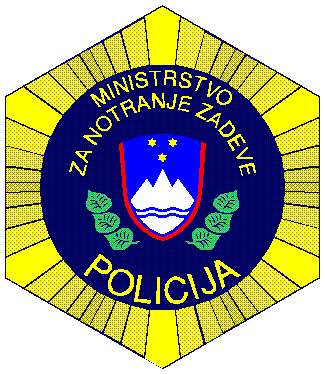 MINISTRSTVO
ZA NOTRANJE ZADEVE
POLICIJA